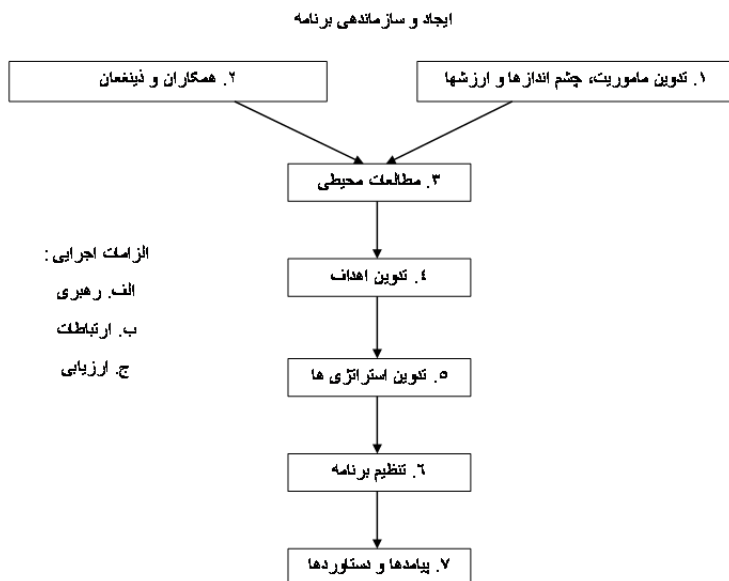 ایجاد و سازماندهی برنامه
۱. تدوین ماموریت، چشم اندازها و ارزشها
۲. همکاران و ذینفعان
۳. مطالعات محیطی
۴. تدوین اهداف
۵. تدوین استراتژی ها
۶. تنظیم برنامه
۷. پیامدها و دستاوردها
الزامات اجرایی :
الف. رهبری
ب. ارتباطات
ج. ارزیابی